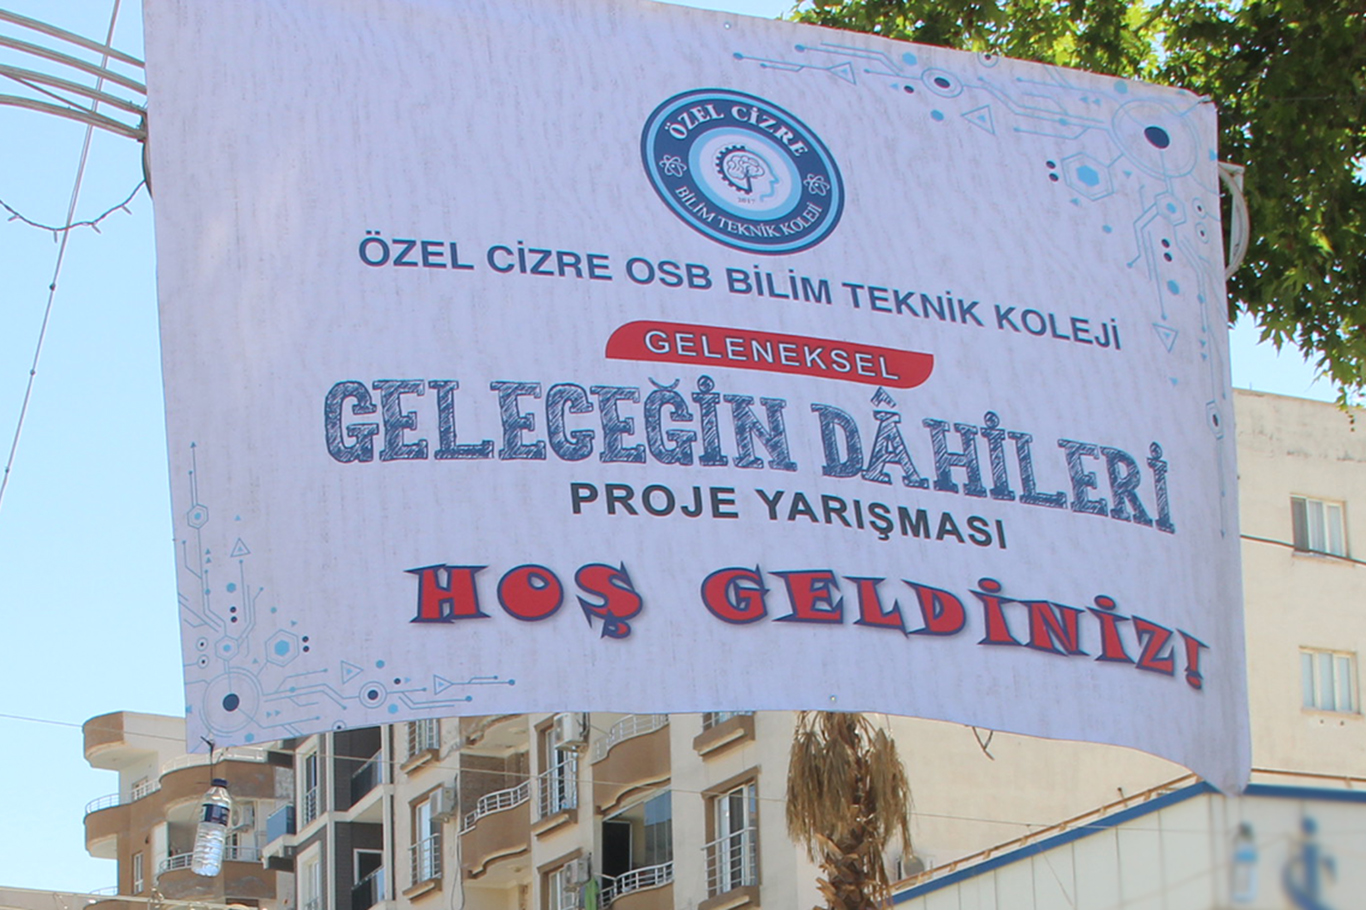 ÖZEL CİZRE
2017
BİLİM TEKNİK KOLEJİ
ÖZEL CİZRE OSB BİLİM TEKNİK KOLEJİ
GELENEKSEL
GELECEĞİN DÂHİLERİ
PROJE YARIŞMASI
HOŞ GELDİNİZ!